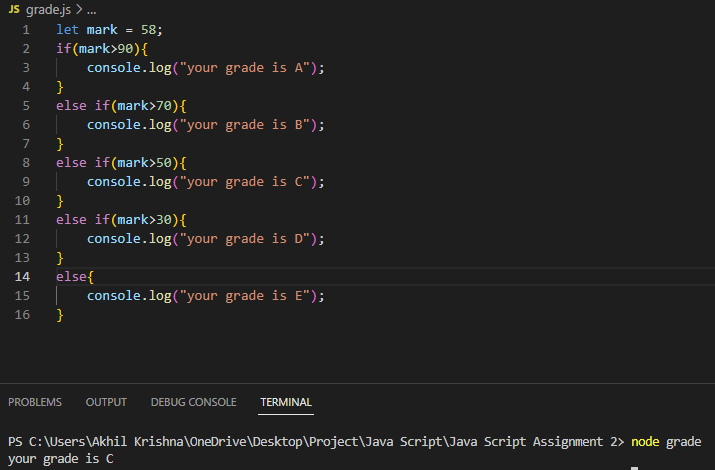 JS grade.js > ...
1 let mark = 58;
2 if(mark>90){
3 console.log("your grade is A");
4 }
5 else if(mark>70){
6 console.log("your grade is B");
7 }
8 else if(mark>50){
9 console.log("your grade is C");
10 }
11 else if(mark>30){
12 console.log("your grade is D");
13 }
14 else{
15 console.log("your grade is E");
16 }
PROBLEMS OUTPUT DEBUG CONSOLE TERMINAL
PS C:\Users\Akhil Krishna\OneDrive\Desktop\Project\Java Script\Java Script Assignment 2> node grade
your grade is C